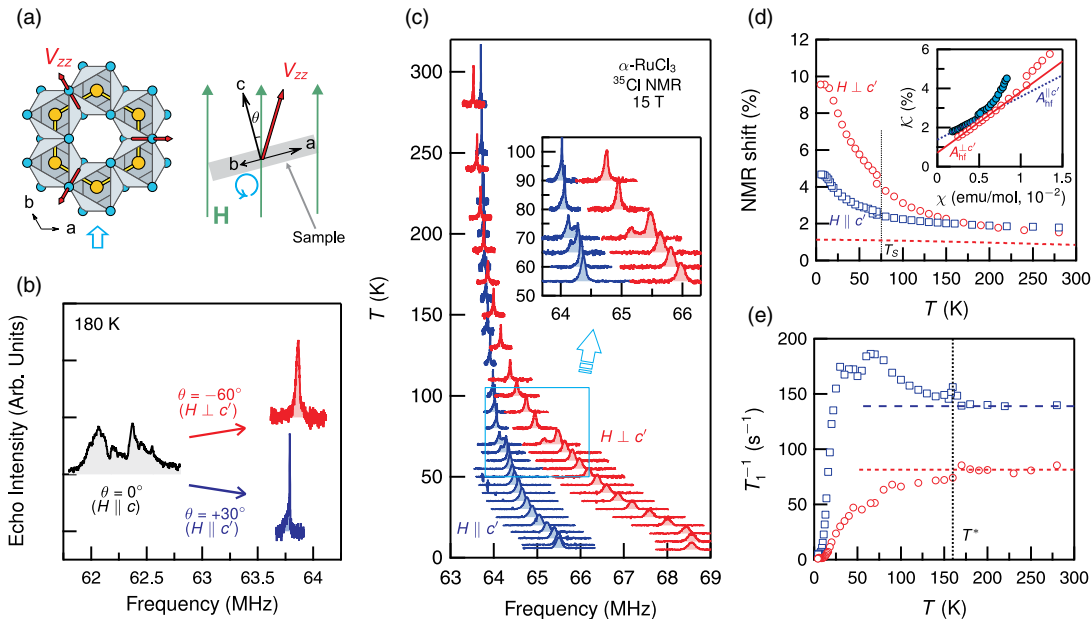 (a)
V_zz
b
a
c
V_zz
θ
b
a
H
Sample
(b)
180 K
θ = −60°
(H ⊥ c′)
θ = 0°
(H ∥ c)
θ = +30°
(H ∥ c′)
Echo Intensity (Arb. Units)
62 62.5 63 63.5 64
Frequency (MHz)
(c)
α-RuCl₃
³⁵Cl NMR
15 T
300
250
200
150
100
50
0
T (K)
100
90
80
70
60
50
64 65 66
H ⊥ c′
H ∥ c′
63 64 65 66 67 68 69
Frequency (MHz)
(d)
12
10
8
6
4
2
0
NMR shift (%)
H ⊥ c′
H ∥ c′
T_S
6
4
2
0
K (%)
A_hf^∥c′
A_hf^⊥c′
0 0.5 1 1.5
χ (emu/mol, 10⁻²)
0 50 100 150 200 250 300
T (K)
(e)
200
150
100
50
0
T₁⁻¹ (s⁻¹)
T*
0 50 100 150 200 250 300
T (K)